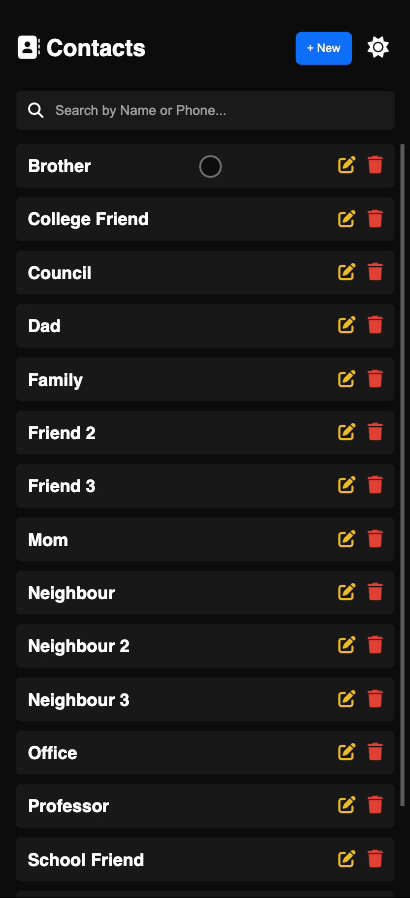 Contacts
+ New
Search by Name or Phone...
Brother
College Friend
Council
Dad
Family
Friend 2
Friend 3
Mom
Neighbour
Neighbour 2
Neighbour 3
Office
Professor
School Friend